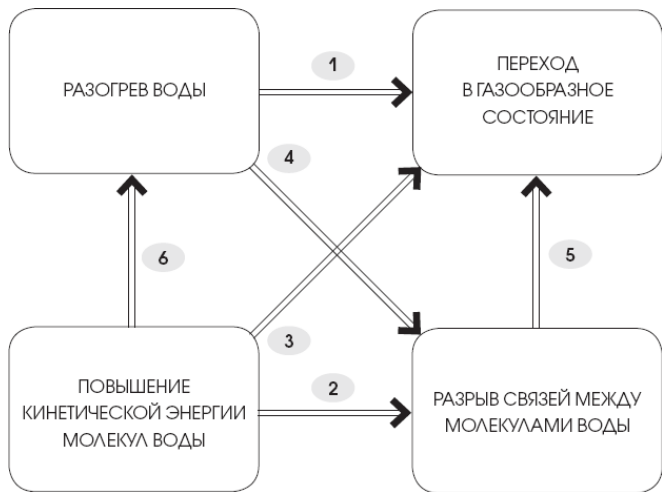 РАЗОГРЕВ ВОДЫ
1
ПЕРЕХОД
В ГАЗООБРАЗНОЕ
СОСТОЯНИЕ
4
6
5
3
ПОВЫШЕНИЕ
КИНЕТИЧЕСКОЙ ЭНЕРГИИ
МОЛЕКУЛ ВОДЫ
2
РАЗРЫВ СВЯЗЕЙ МЕЖДУ
МОЛЕКУЛАМИ ВОДЫ